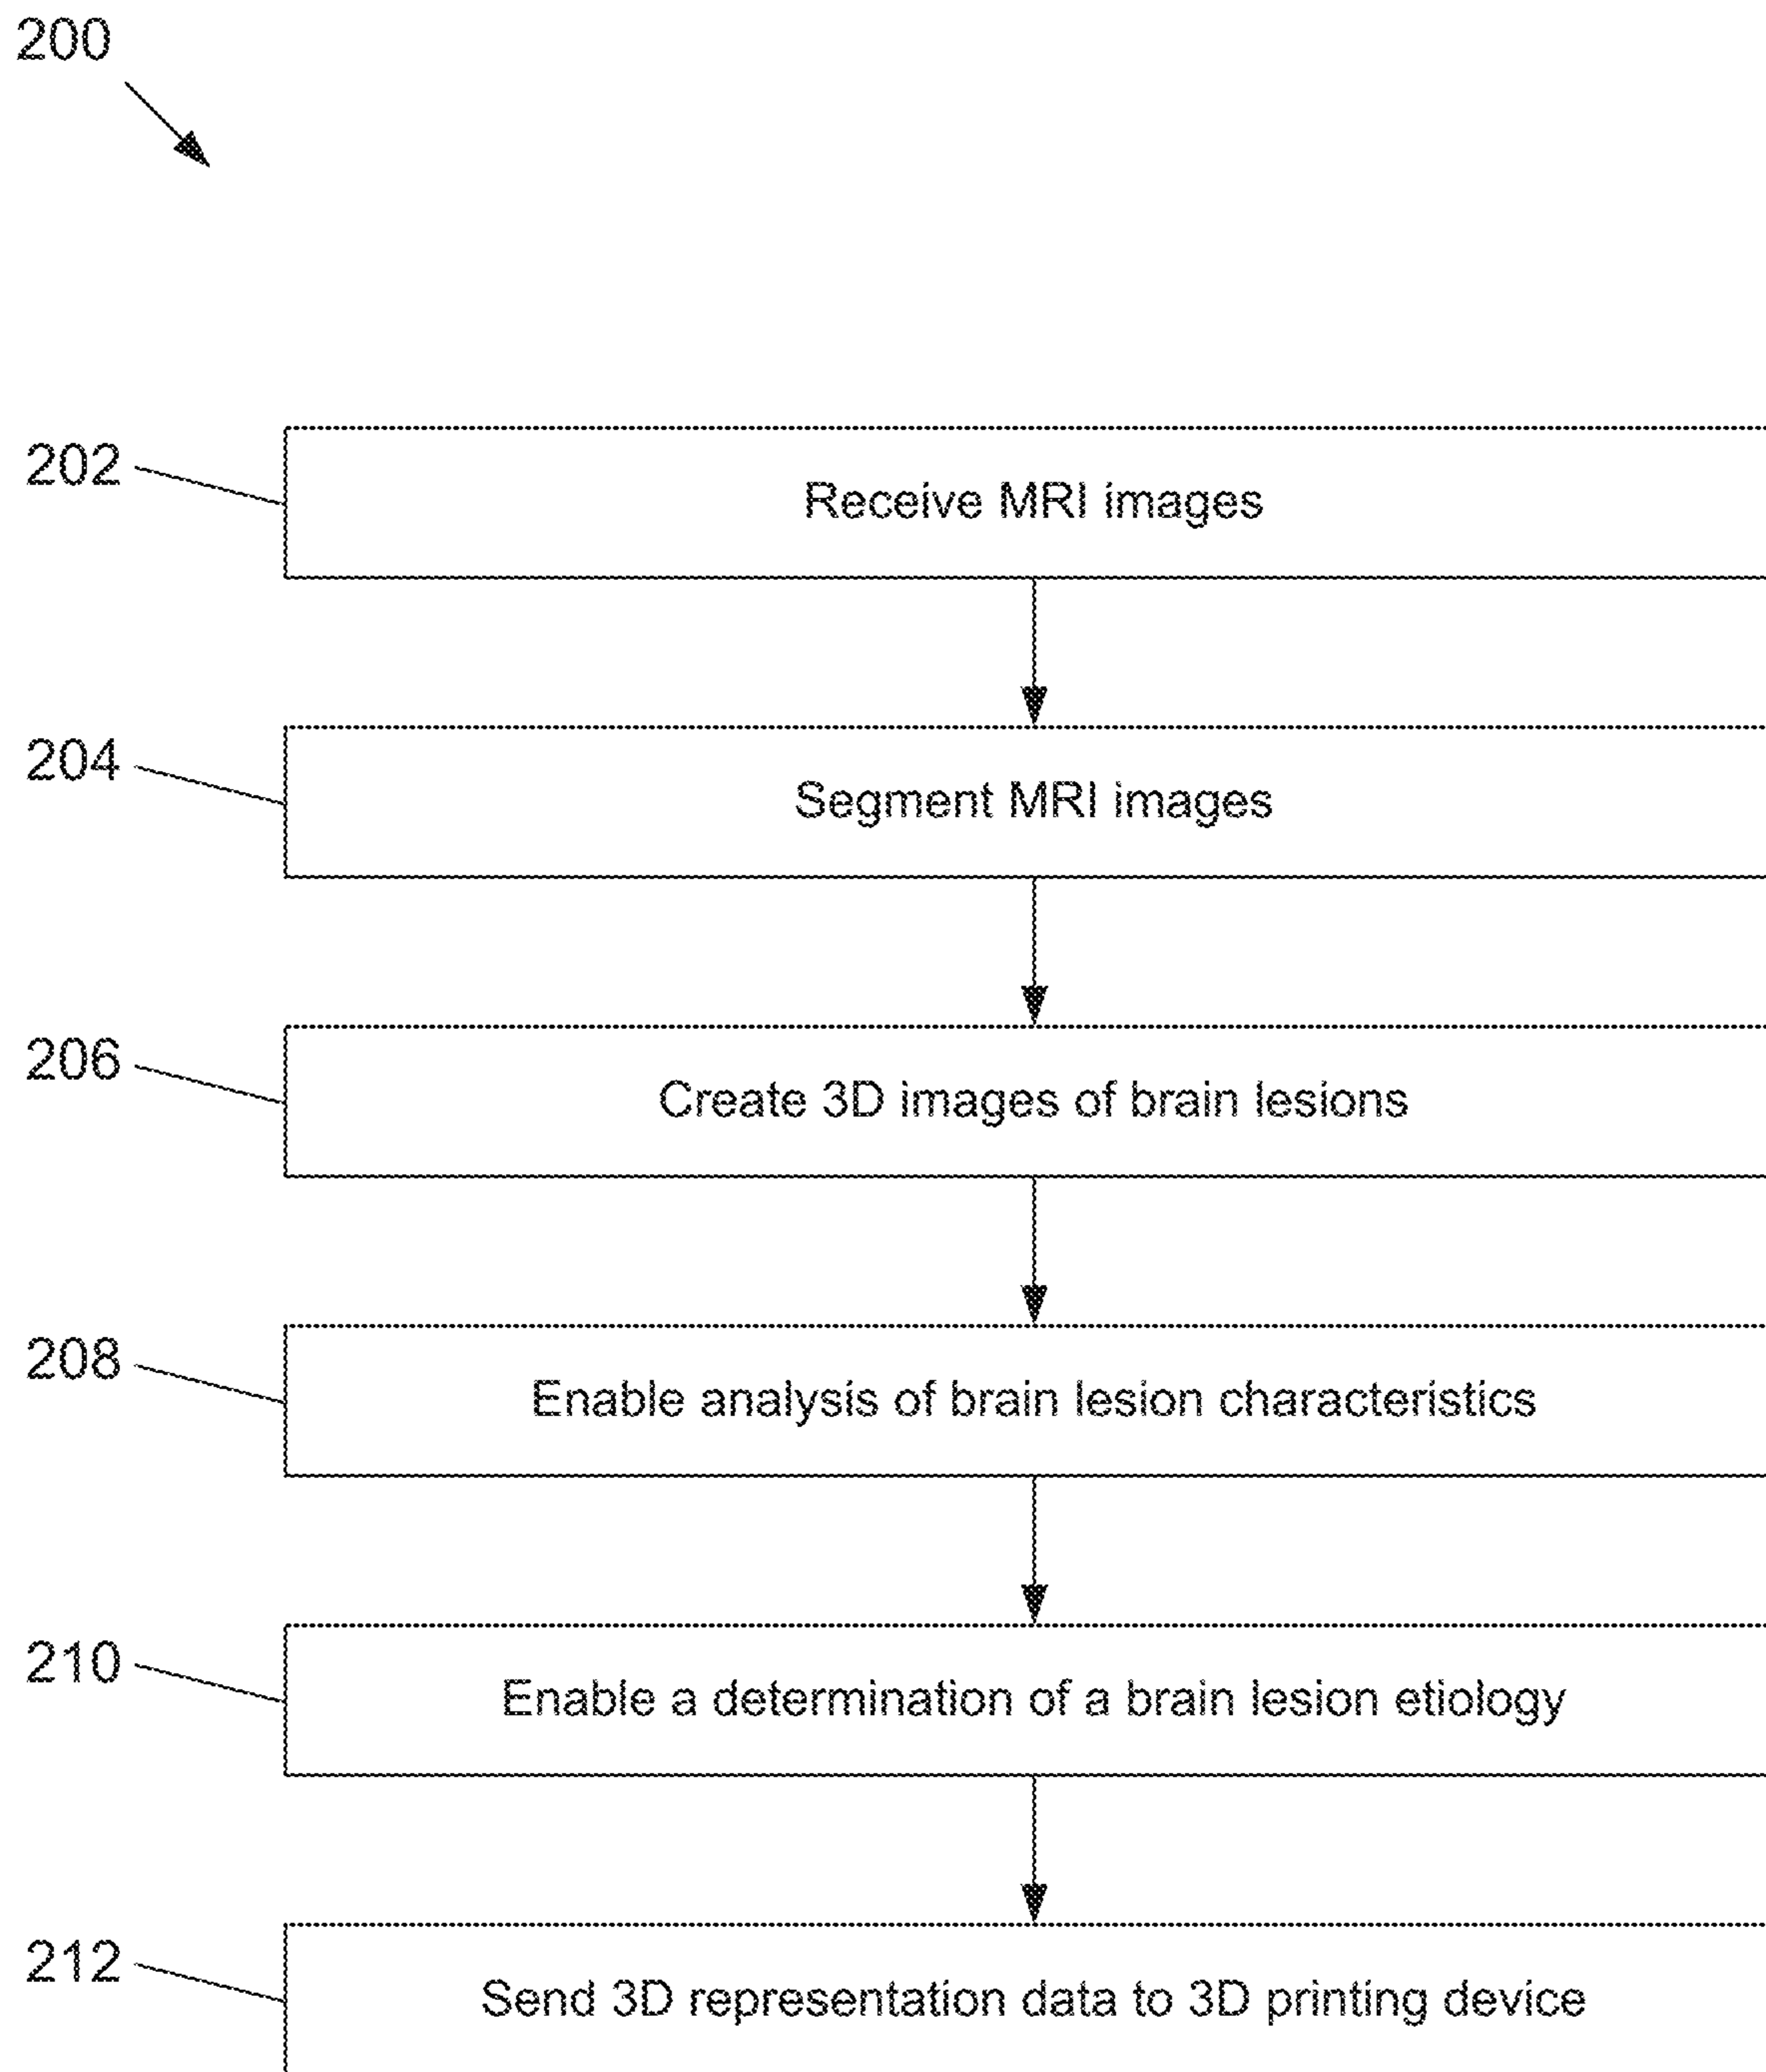 200
202
Receive MRI images
204
Segment MRI images
206
Create 3D images of brain lesions
208
Enable analysis of brain lesion characteristics
210
Enable a determination of a brain lesion etiology
212
Send 3D representation data to 3D printing device